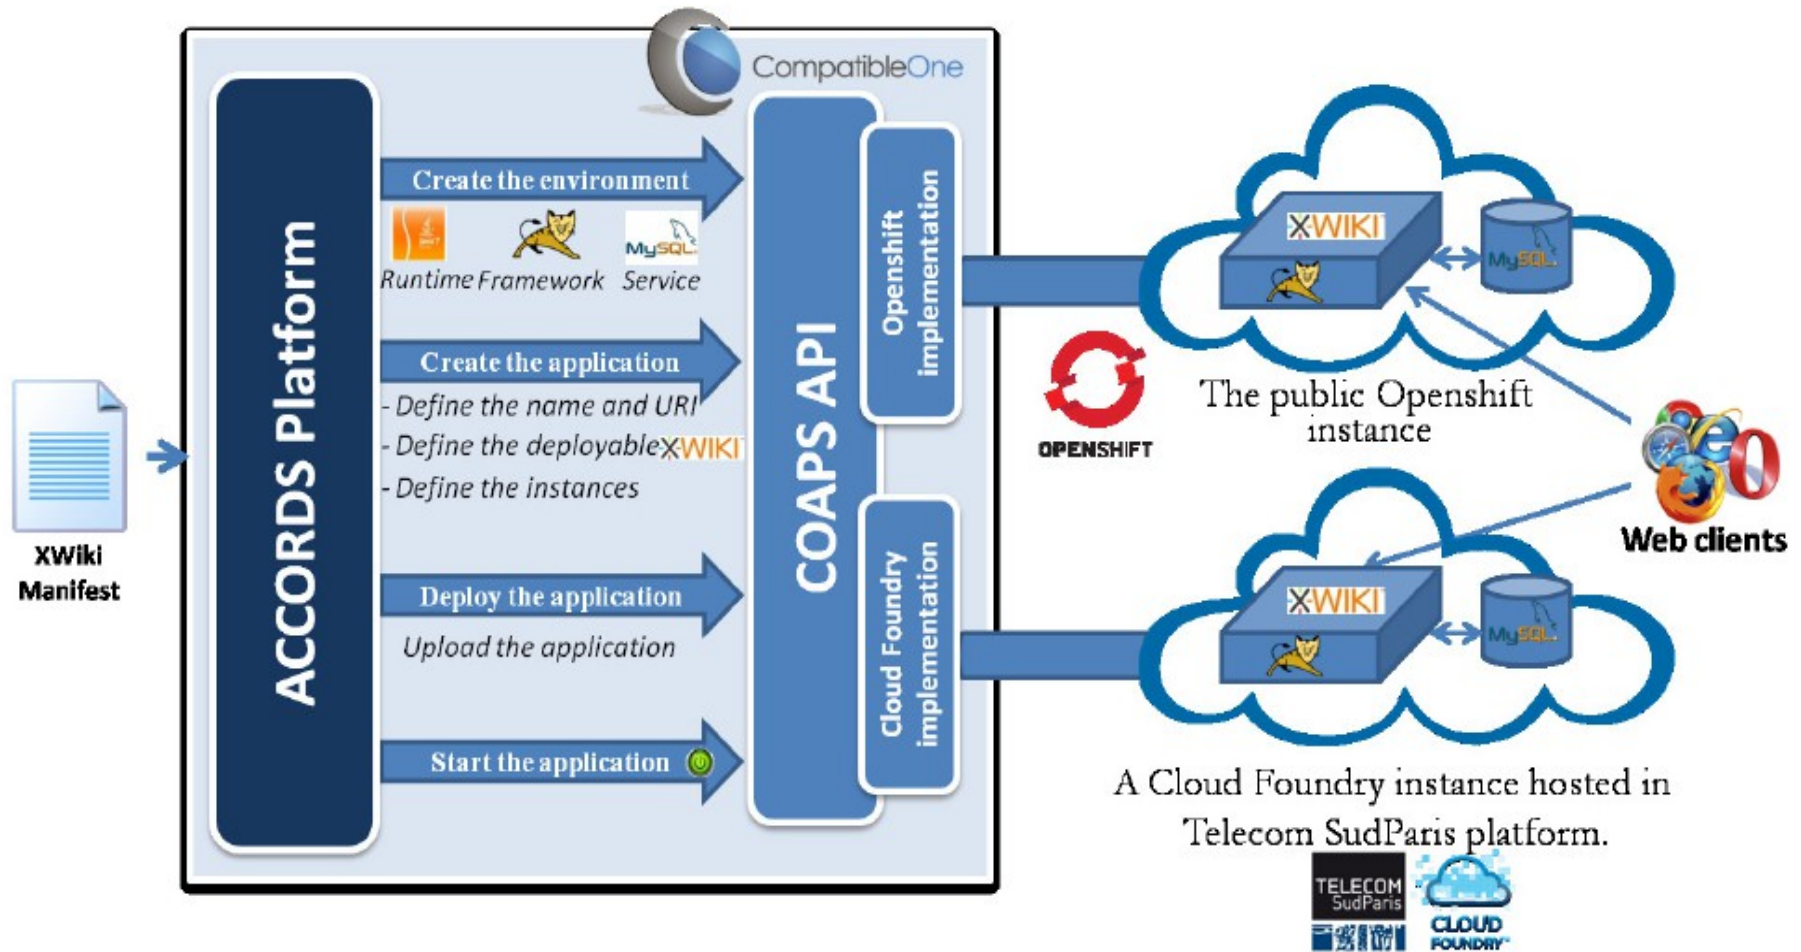 CompatibleOne
XWiki
Manifest
ACCORDS Platform
Create the environment
MySQL
Runtime Framework Service
Create the application
- Define the name and URI
- Define the deployable XWIKI
- Define the instances
Deploy the application
Upload the application
Start the application
COAPS API
Openshift
implementation
Cloud Foundry
implementation
OPENSHIFT
XWIKI
MySQL
The public Openshift
instance
Web clients
XWIKI
MySQL
A Cloud Foundry instance hosted in
Telecom SudParis platform.
TELECOM
SudParis
CLOUD
FOUNDRY